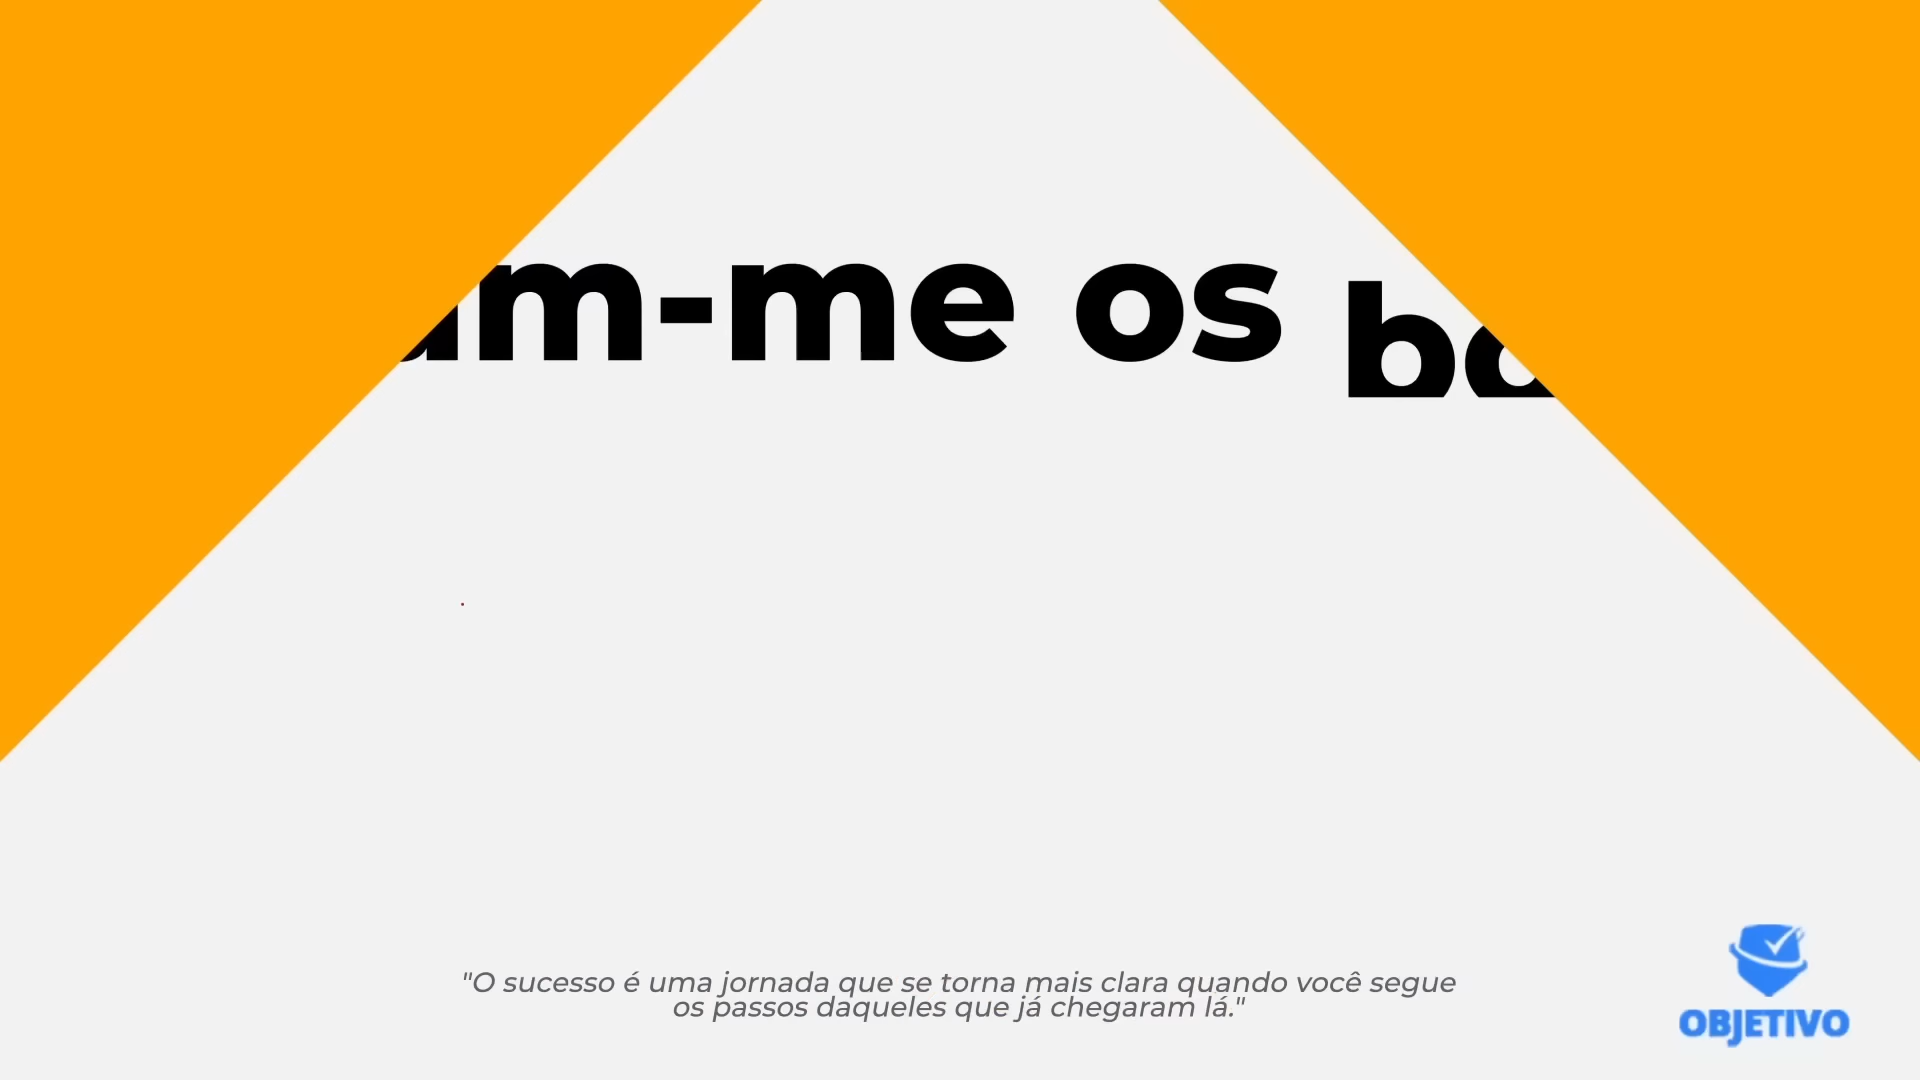 m-me os
"O sucesso é uma jornada que se torna mais clara quando você segue
os passos daqueles que já chegaram lá."
OBJETIVO